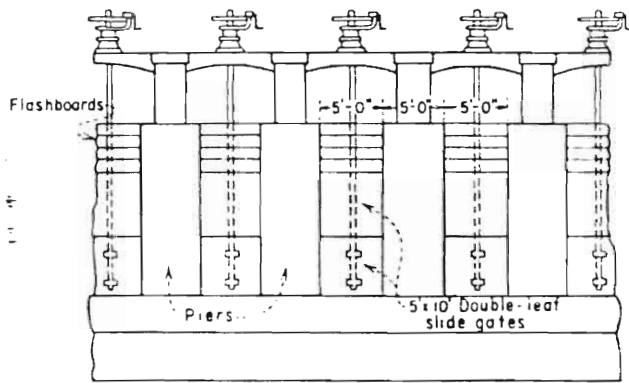 Flashboards
5'-0" 5'-0" 5'-0"
Piers
5'x10' Double-leaf
slide gates